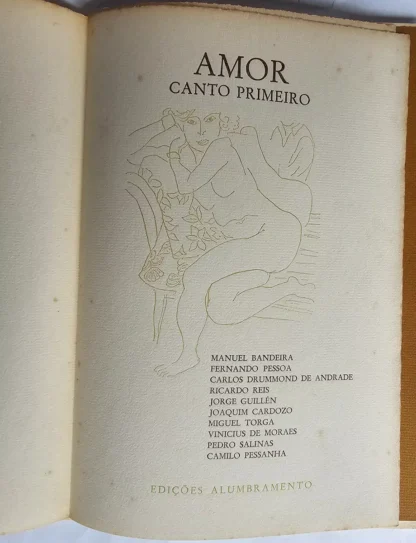 AMOR
CANTO PRIMEIRO
MANUEL BANDEIRA
FERNANDO PESSOA
CARLOS DRUMMOND DE ANDRADE
RICARDO REIS
JORGE GUILLÉN
JOAQUIM CARDOZO
MIGUEL TORGA
VINICIUS DE MORAES
PEDRO SALINAS
CAMILO PESSANHA
EDIÇÕES ALUMBRAMENTO